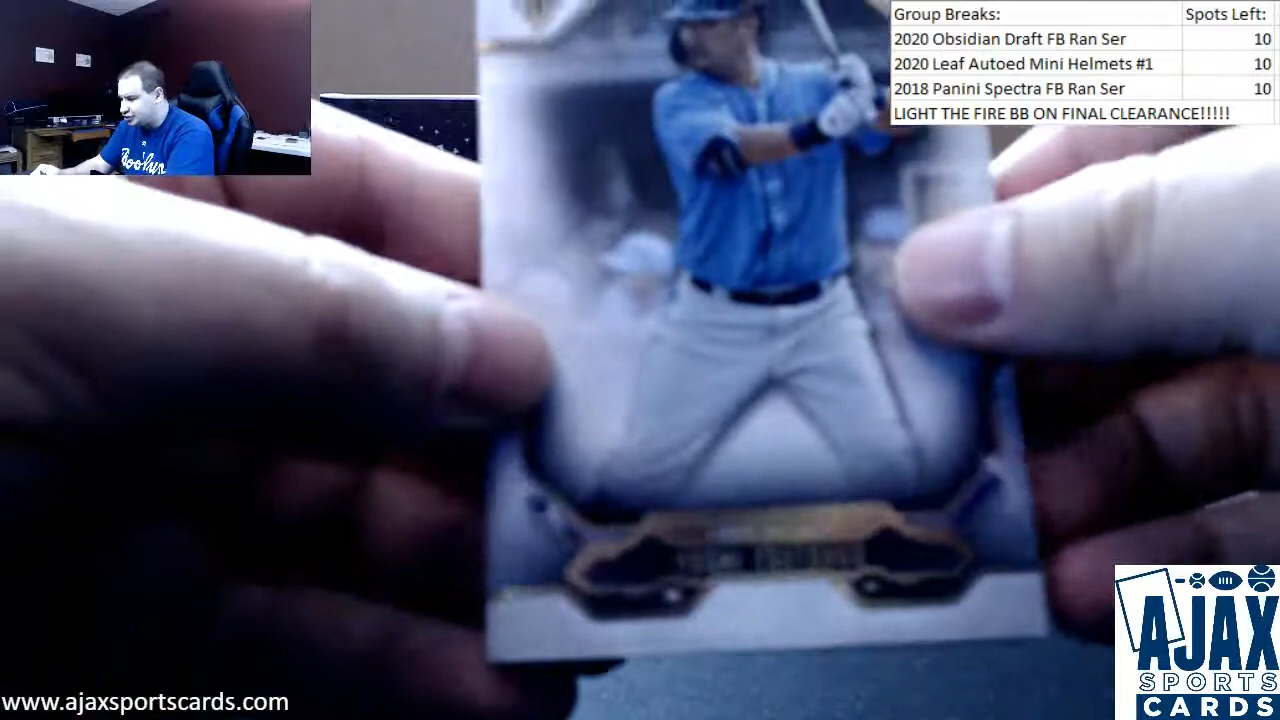 Group Breaks: Spots Left:
2020 Obsidian Draft FB Ran Ser 10
2020 Leaf Autoed Mini Helmets #1 10
2018 Panini Spectra FB Ran Ser 10
LIGHT THE FIRE BB ON FINAL CLEARANCE!!!!!
AJAX
SPORTS
CARDS
www.ajaxsportscards.com